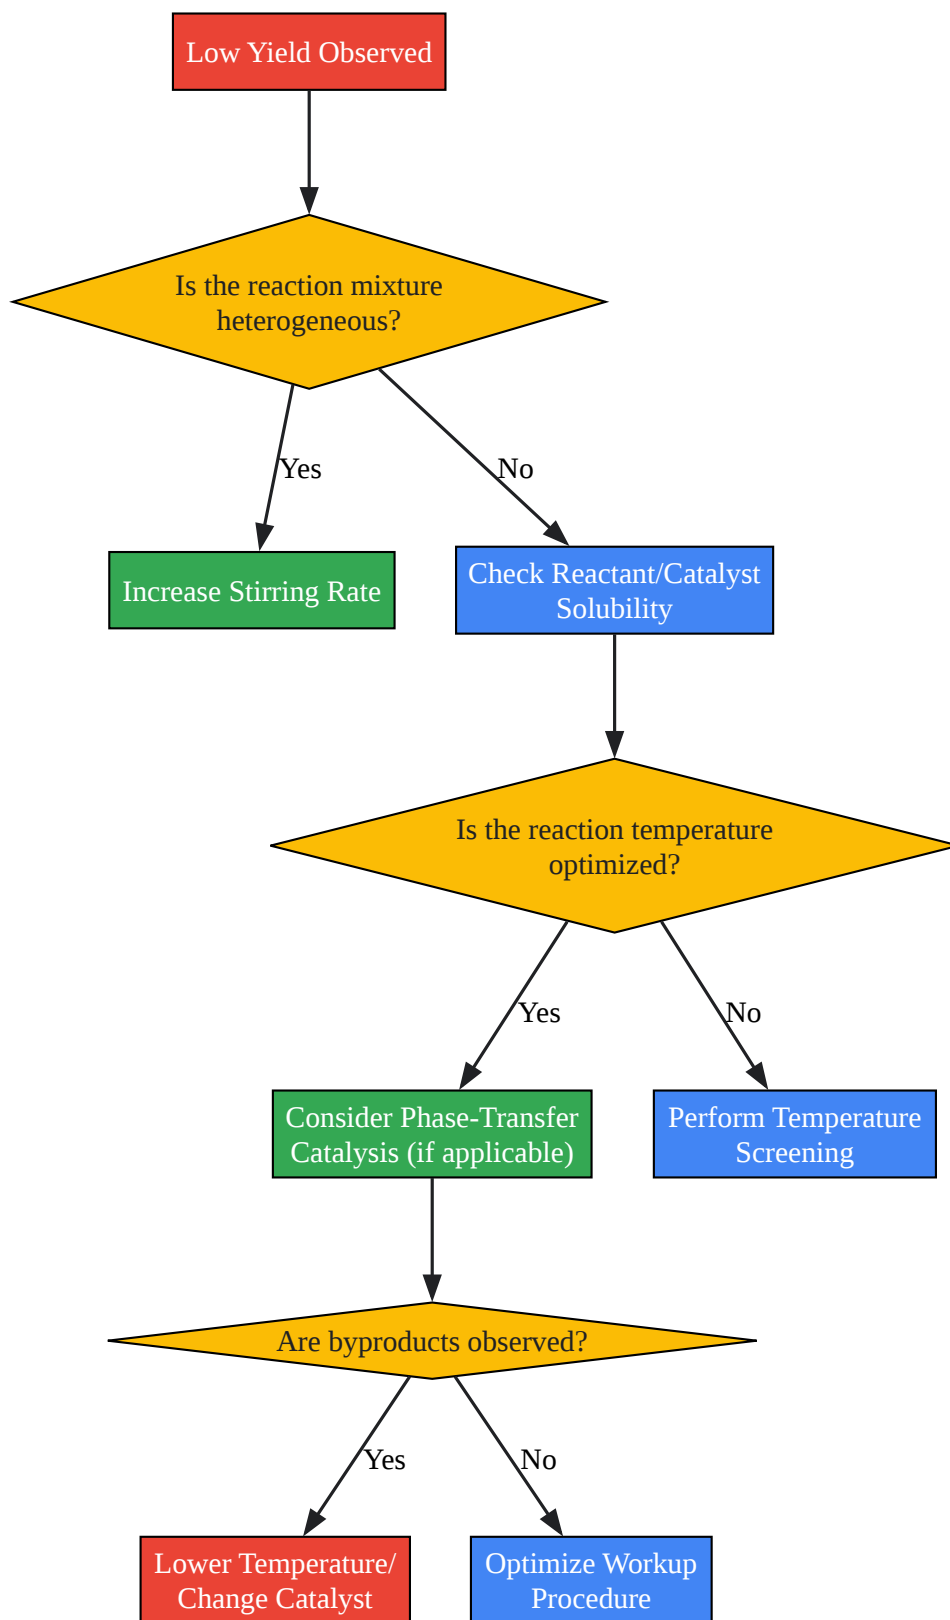 Low Yield Observed
Is the reaction mixture
heterogeneous?
Yes
No
Increase Stirring Rate
Check Reactant/Catalyst
Solubility
Is the reaction temperature
optimized?
Yes
No
Consider Phase-Transfer
Catalysis (if applicable)
Perform Temperature
Screening
Are byproducts observed?
Yes
No
Lower Temperature/
Change Catalyst
Optimize Workup
Procedure